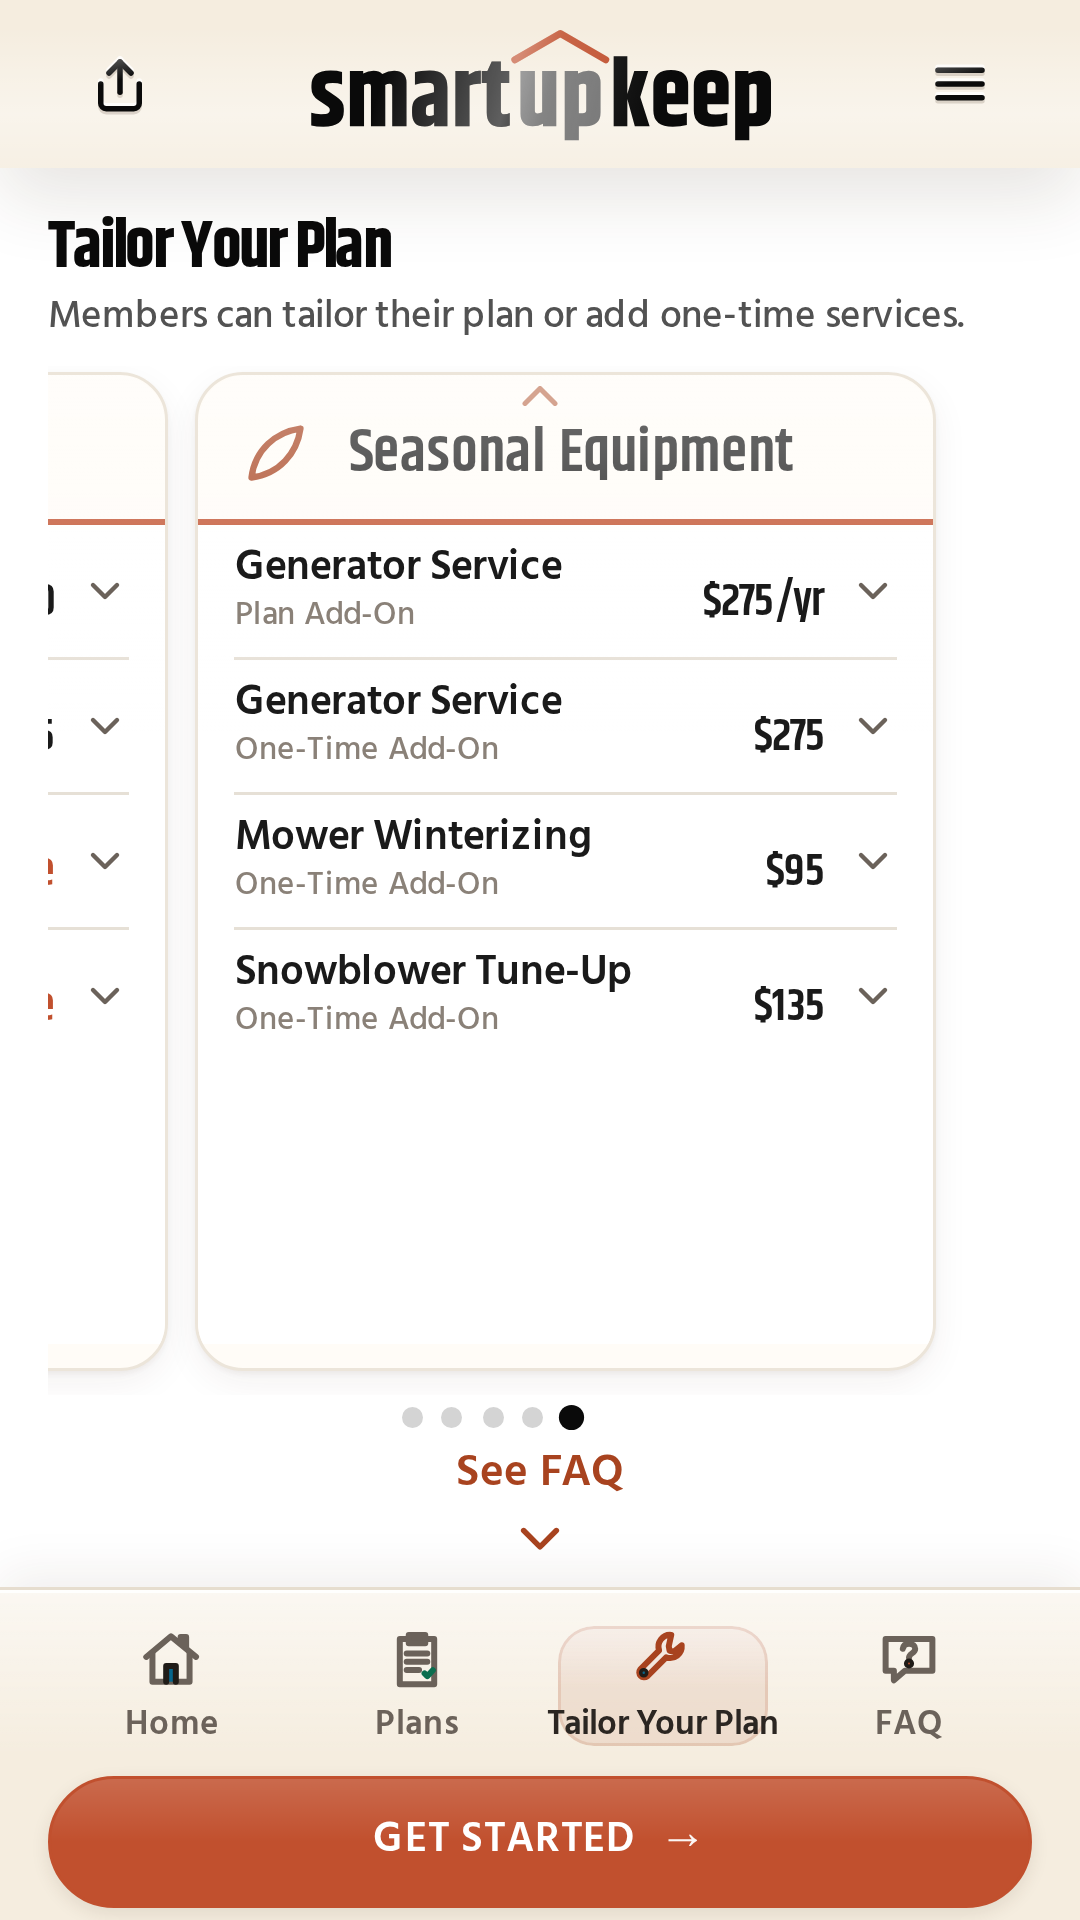 smartupkeep
Tailor Your Plan
Members can tailor their plan or add one-time services.
Seasonal Equipment
Generator Service
Plan Add-On
$275/yr
Generator Service
One-Time Add-On
$275
Mower Winterizing
One-Time Add-On
$95
Snowblower Tune-Up
One-Time Add-On
$135
See FAQ
Home
Plans
Tailor Your Plan
FAQ
GET STARTED →